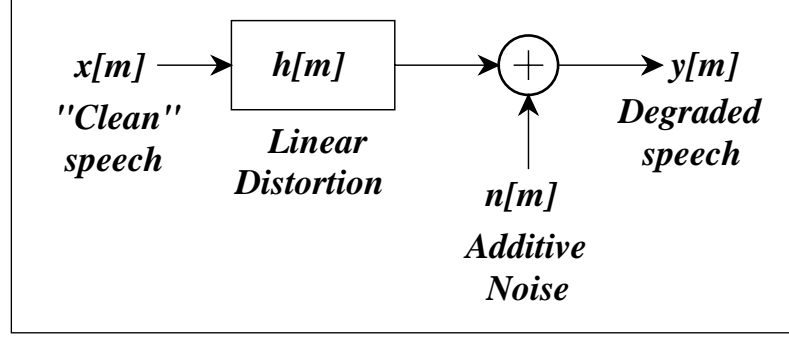 x[m]
"Clean"
speech
h[m]
Linear
Distortion
+
n[m]
Additive
Noise
y[m]
Degraded
speech